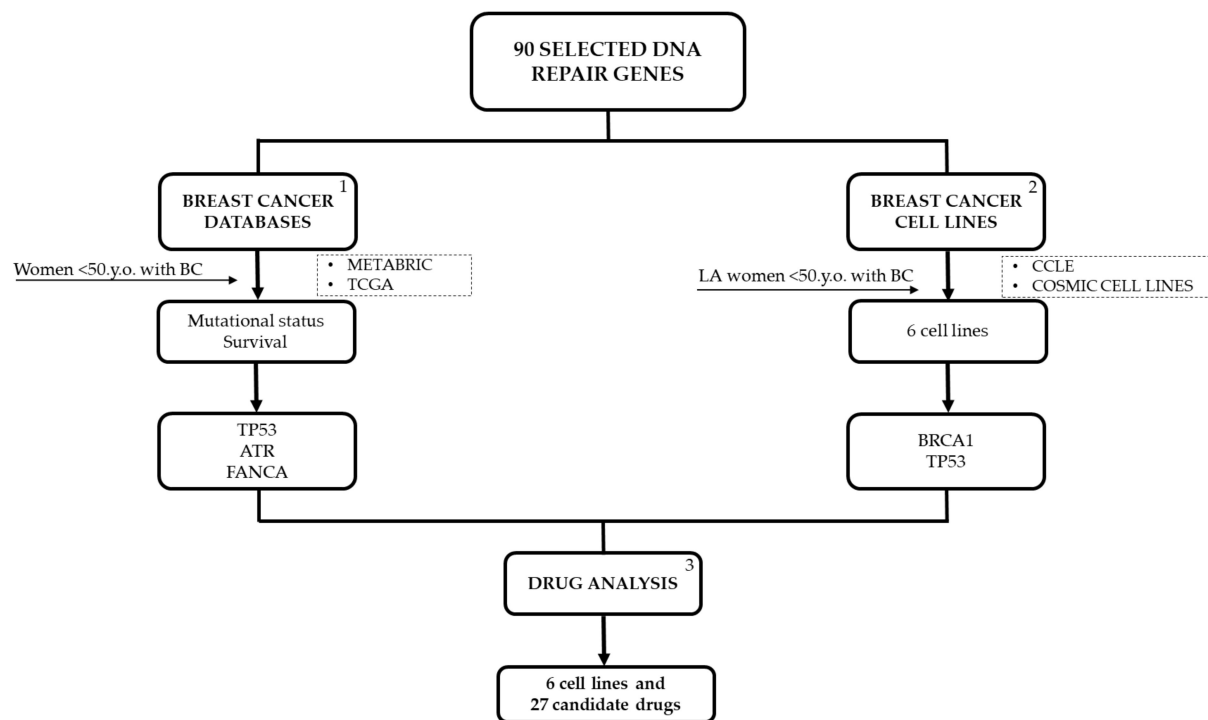 90 SELECTED DNA
REPAIR GENES
1
BREAST CANCER
DATABASES
2
BREAST CANCER
CELL LINES
Women <50.y.o. with BC
• METABRIC
• TCGA
LA women <50.y.o. with BC
• CCLE
• COSMIC CELL LINES
Mutational status
Survival
6 cell lines
TP53
ATR
FANCA
BRCA1
TP53
3
DRUG ANALYSIS
6 cell lines and
27 candidate drugs